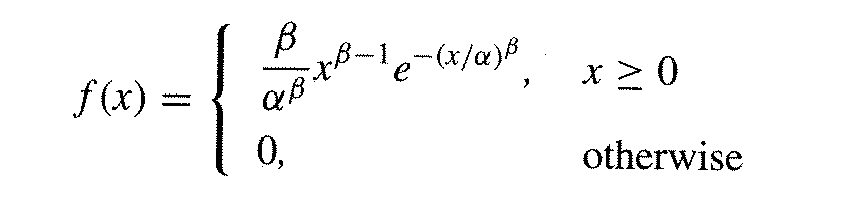 f(x) = { β/α^β x^{β−1} e^{−(x/α)^β}, x ≥ 0
0, otherwise